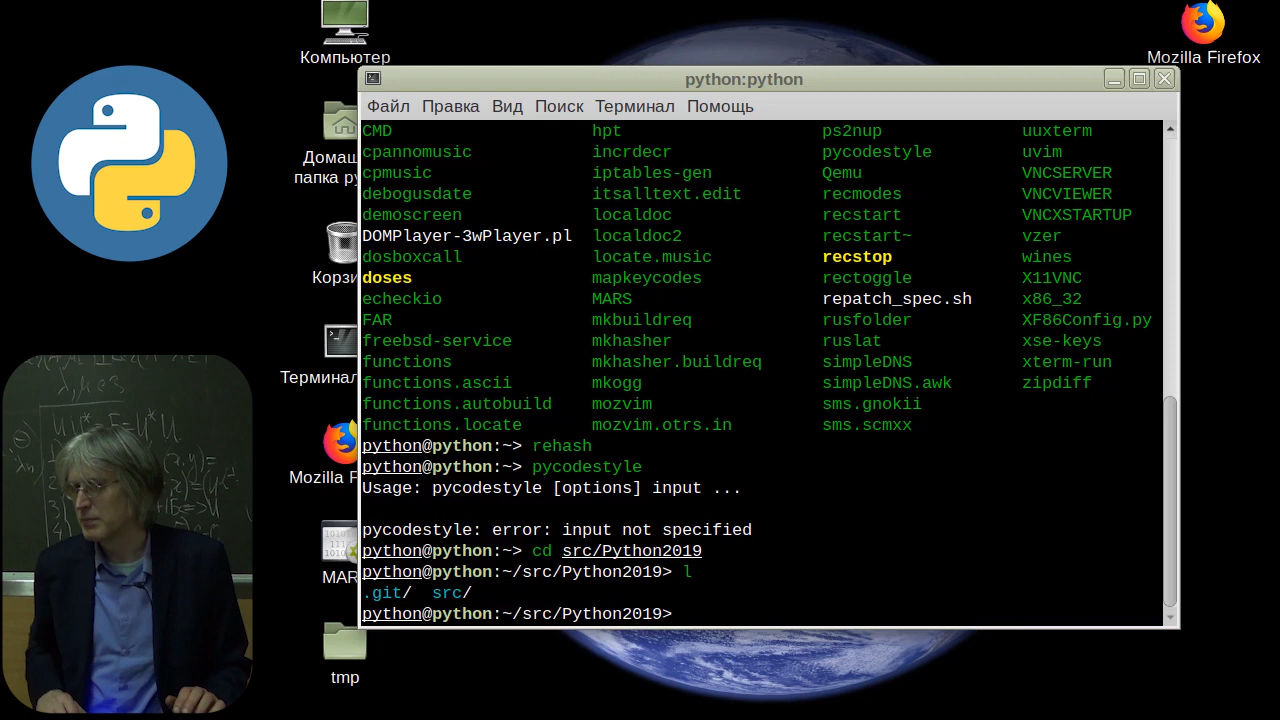 Компьютер
Mozilla Firefox
python:python
Файл Правка Вид Поиск Терминал Помощь
CMD hpt ps2nup uuxterm
cpannomusic incrdecr pycodestyle uvim
cpmusic iptables-gen Qemu VNCSERVER
debogusdate itsalltext.edit recmodes VNCVIEWER
demoscreen localdoc recstart VNCXSTARTUP
DOMPlayer-3wPlayer.pl localdoc2 recstart~ vzer
dosboxcall locate.music recstop wines
doses mapkeycodes rectoggle X11VNC
echeckio MARS repatch_spec.sh x86_32
FAR mkbuildreq rusfolder XF86Config.py
freebsd-service mkhasher ruslat xse-keys
functions mkhasher.buildreq simpleDNS xterm-run
functions.ascii mkogg simpleDNS.awk zipdiff
functions.autobuild mozvim sms.gnokii
functions.locate mozvim.otrs.in sms.scmxx
python@python:~> rehash
python@python:~> pycodestyle
Usage: pycodestyle [options] input ...
pycodestyle: error: input not specified
python@python:~> cd src/Python2019
python@python:~/src/Python2019> l
.git/ src/
python@python:~/src/Python2019>
Домаш
папка py
Корзи
Терминал
Mozilla F
MAR
tmp